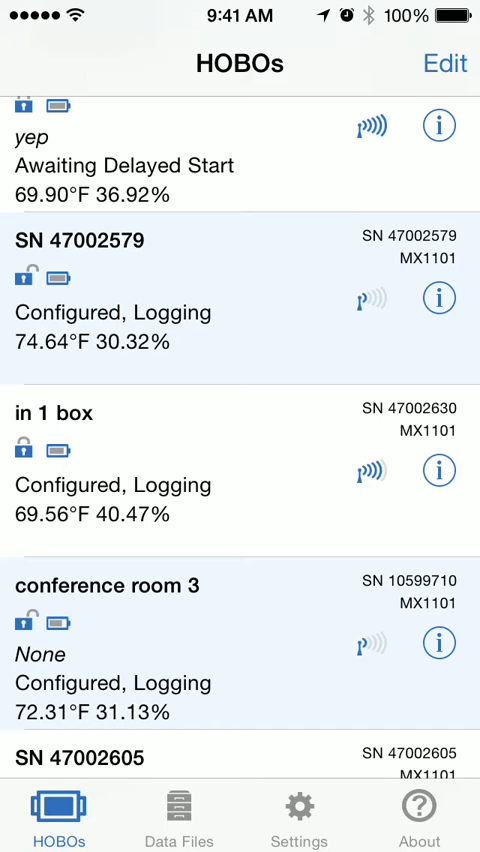 9:41 AM 100%
HOBOs Edit
yep
Awaiting Delayed Start
69.90°F 36.92%
SN 47002579 SN 47002579
MX1101
Configured, Logging
74.64°F 30.32%
in 1 box SN 47002630
MX1101
Configured, Logging
69.56°F 40.47%
conference room 3 SN 10599710
MX1101
None
Configured, Logging
72.31°F 31.13%
SN 47002605 SN 47002605
MX1101
HOBOs Data Files Settings About